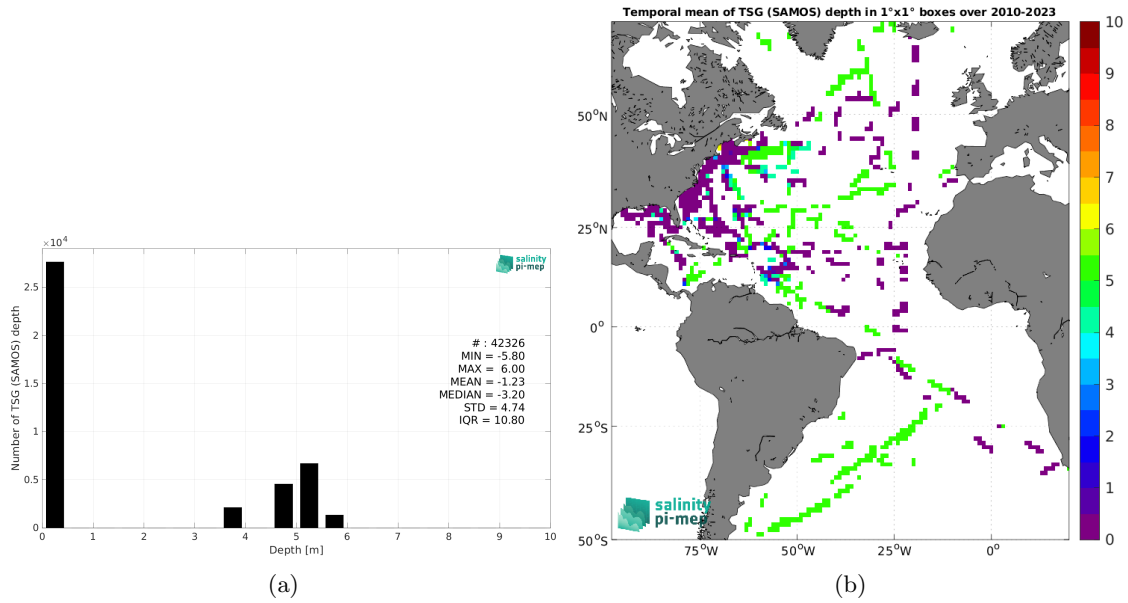 ×10⁴
2.5
2
1.5
1
0.5
0
0 1 2 3 4 5 6 7 8 9 10
Number of TSG (SAMOS) depth
Depth [m]
salinity
pi-mep
# : 42326
MIN = -5.80
MAX = 6.00
MEAN = -1.23
MEDIAN = -3.20
STD = 4.74
IQR = 10.80
(a)
Temporal mean of TSG (SAMOS) depth in 1°x1° boxes over 2010-2023
50°N
25°N
0°
25°S
50°S
75°W 50°W 25°W 0°
salinity
pi-mep
10
9
8
7
6
5
4
3
2
1
0
(b)